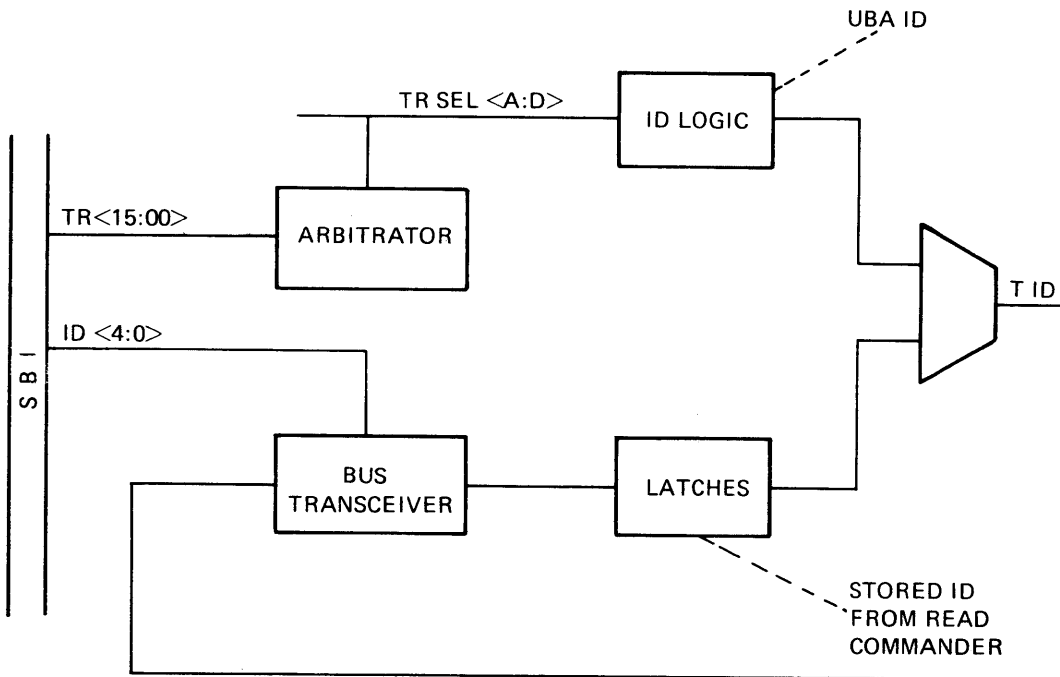 UBA ID
TR SEL <A:D>
ID LOGIC
TR<15:00>
ARBITRATOR
T ID
ID <4:0>
SBI
BUS
TRANSCEIVER
LATCHES
STORED ID
FROM READ
COMMANDER